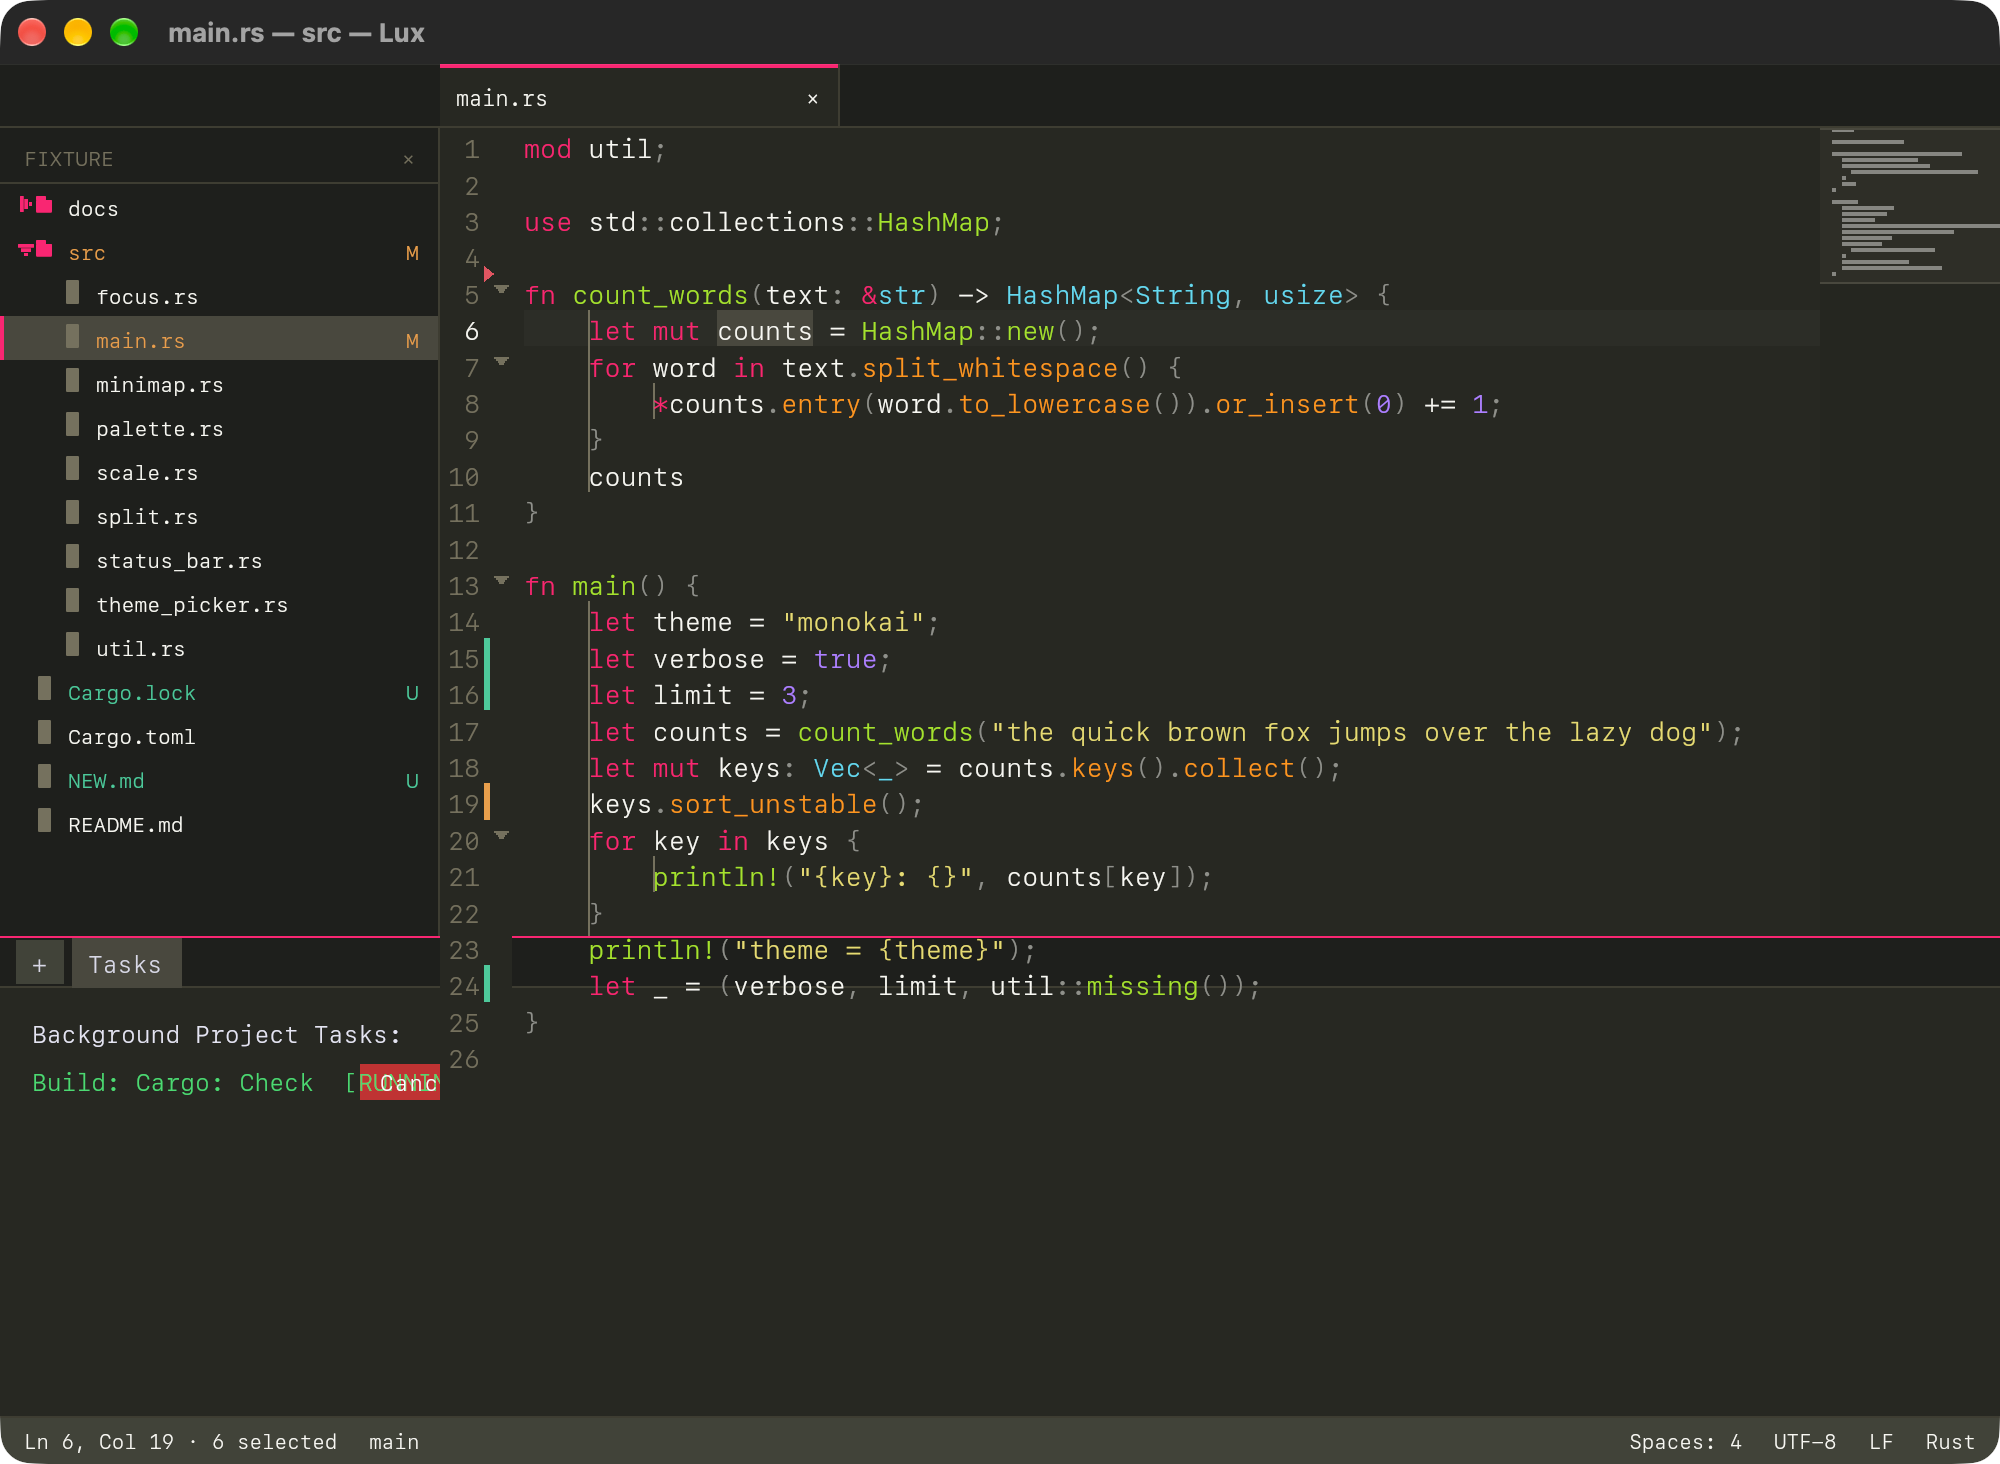 main.rs — src — Lux
main.rs ×
FIXTURE ×
docs
src M
focus.rs
main.rs M
minimap.rs
palette.rs
scale.rs
split.rs
status_bar.rs
theme_picker.rs
util.rs
Cargo.lock U
Cargo.toml
NEW.md U
README.md
1 mod util;
2
3 use std::collections::HashMap;
4
5 fn count_words(text: &str) -> HashMap<String, usize> {
6 let mut counts = HashMap::new();
7 for word in text.split_whitespace() {
8 *counts.entry(word.to_lowercase()).or_insert(0) += 1;
9 }
10 counts
11 }
12
13 fn main() {
14 let theme = "monokai";
15 let verbose = true;
16 let limit = 3;
17 let counts = count_words("the quick brown fox jumps over the lazy dog");
18 let mut keys: Vec<_> = counts.keys().collect();
19 keys.sort_unstable();
20 for key in keys {
21 println!("{key}: {}", counts[key]);
22 }
23 println!("theme = {theme}");
24 let _ = (verbose, limit, util::missing());
25 }
26
+ Tasks
Background Project Tasks:
Build: Cargo: Check
Ln 6, Col 19 · 6 selected main
Spaces: 4 UTF-8 LF Rust